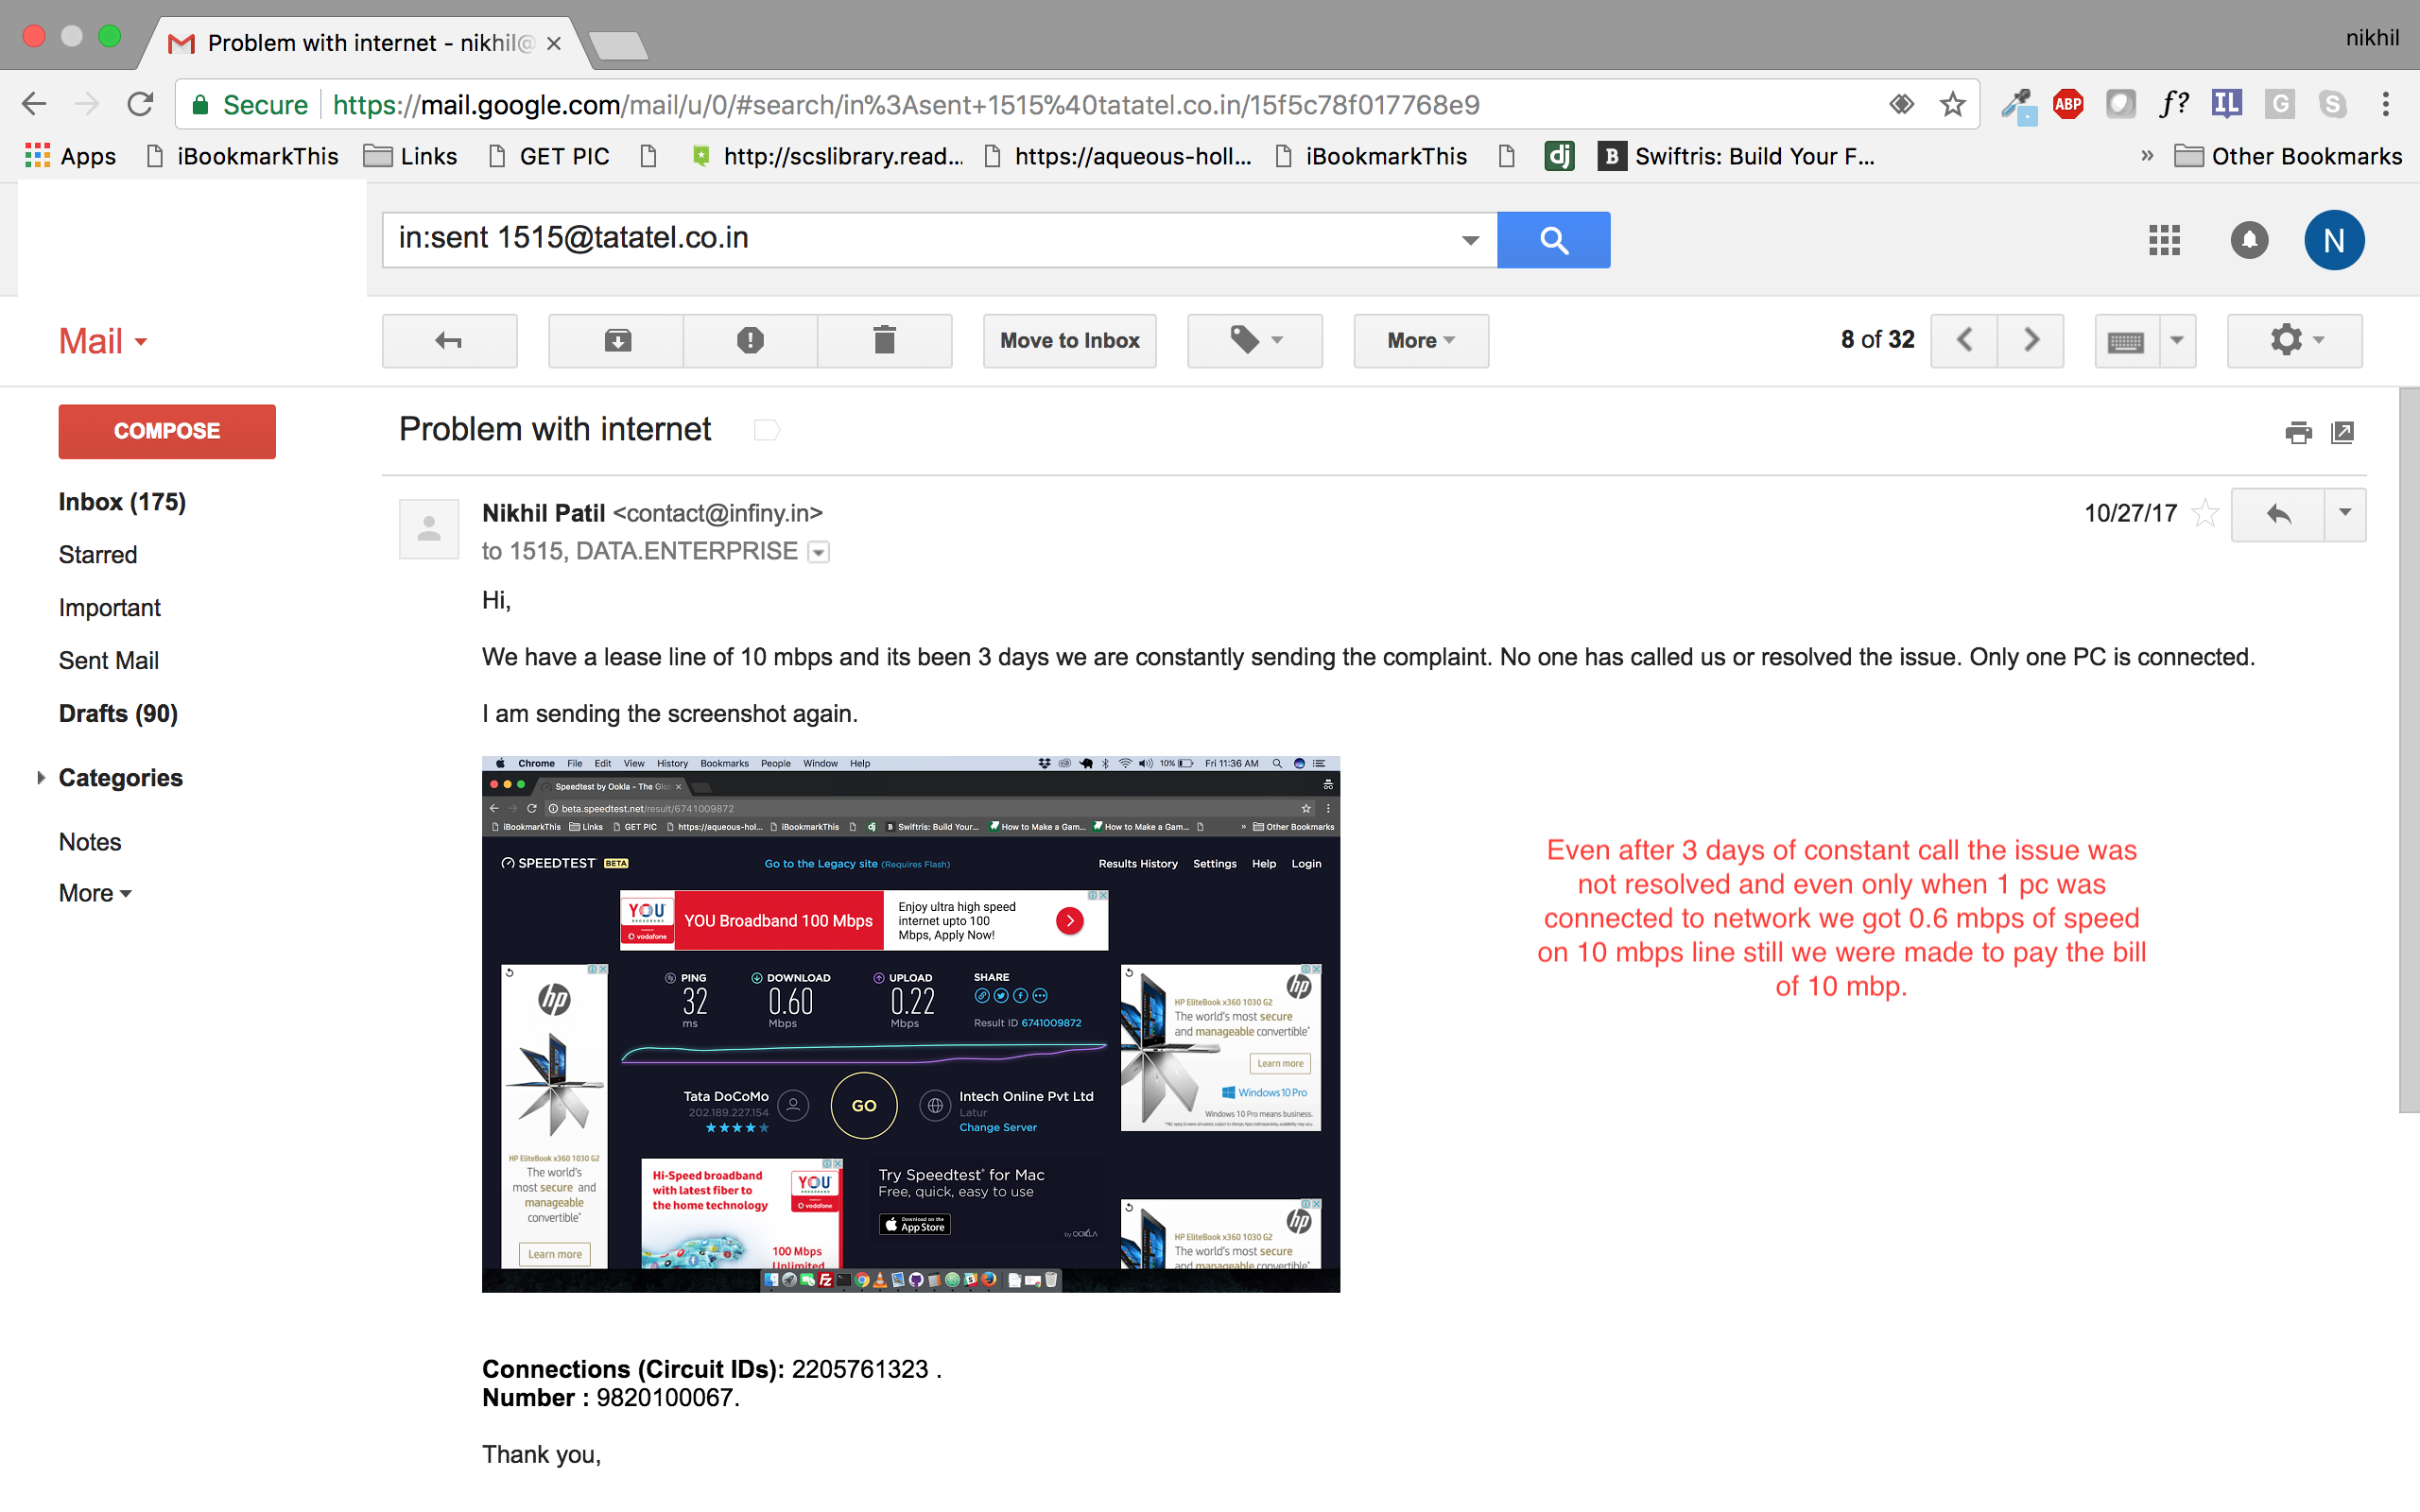 Problem with internet - nikhil@
nikhil
Secure https://mail.google.com/mail/u/0/#search/in%3Asent+1515%40tatatel.co.in/15f5c78f017768e9
ABP f? IL G S
Apps iBookmarkThis Links GET PIC http://scslibrary.read... https://aqueous-holl... iBookmarkThis dj B Swiftris: Build Your F... » Other Bookmarks
in:sent 1515@tatatel.co.in
N
Mail
Move to Inbox
More
8 of 32
COMPOSE
Inbox (175)
Starred
Important
Sent Mail
Drafts (90)
Categories
Notes
More
Problem with internet
Nikhil Patil <contact@infiny.in>
10/27/17
to 1515, DATA.ENTERPRISE
Hi,
We have a lease line of 10 mbps and its been 3 days we are constantly sending the complaint. No one has called us or resolved the issue. Only one PC is connected.
I am sending the screenshot again.
Chrome File Edit View History Bookmarks People Window Help 10% Fri 11:36 AM
Speedtest by Ookla - The Glo
beta.speedtest.net/result/6741009872
iBookmarkThis Links GET PIC https://aqueous-hol... iBookmarkThis dj B Swiftris: Build Your... How to Make a Gam... How to Make a Gam... » Other Bookmarks
SPEEDTEST BETA
Go to the Legacy site (Requires Flash)
Results History Settings Help Login
YOU BROADBAND vodafone
YOU Broadband 100 Mbps
Enjoy ultra high speed
internet upto 100
Mbps, Apply Now!
PING
32
ms
DOWNLOAD
0.60
Mbps
UPLOAD
0.22
Mbps
SHARE
Result ID 6741009872
Tata DoCoMo
202.189.227.154
GO
Intech Online Pvt Ltd
Latur
Change Server
hp
HP EliteBook x360 1030 G2
The world's
most secure and
manageable
convertible*
Learn more
hp
HP EliteBook x360 1030 G2
The world's most secure
and manageable convertible*
Learn more
Windows 10 Pro
Windows 10 Pro means business.
Hi-Speed broadband
with latest fiber to
the home technology
YOU BROADBAND vodafone
100 Mbps
Unlimited
Try Speedtest® for Mac
Free, quick, easy to use
Download on the
App Store
by OOKLA
hp
HP EliteBook x360 1030 G2
The world's most secure
and manageable convertible*
Even after 3 days of constant call the issue was
not resolved and even only when 1 pc was
connected to network we got 0.6 mbps of speed
on 10 mbps line still we were made to pay the bill
of 10 mbp.
Connections (Circuit IDs): 2205761323 .
Number : 9820100067.
Thank you,